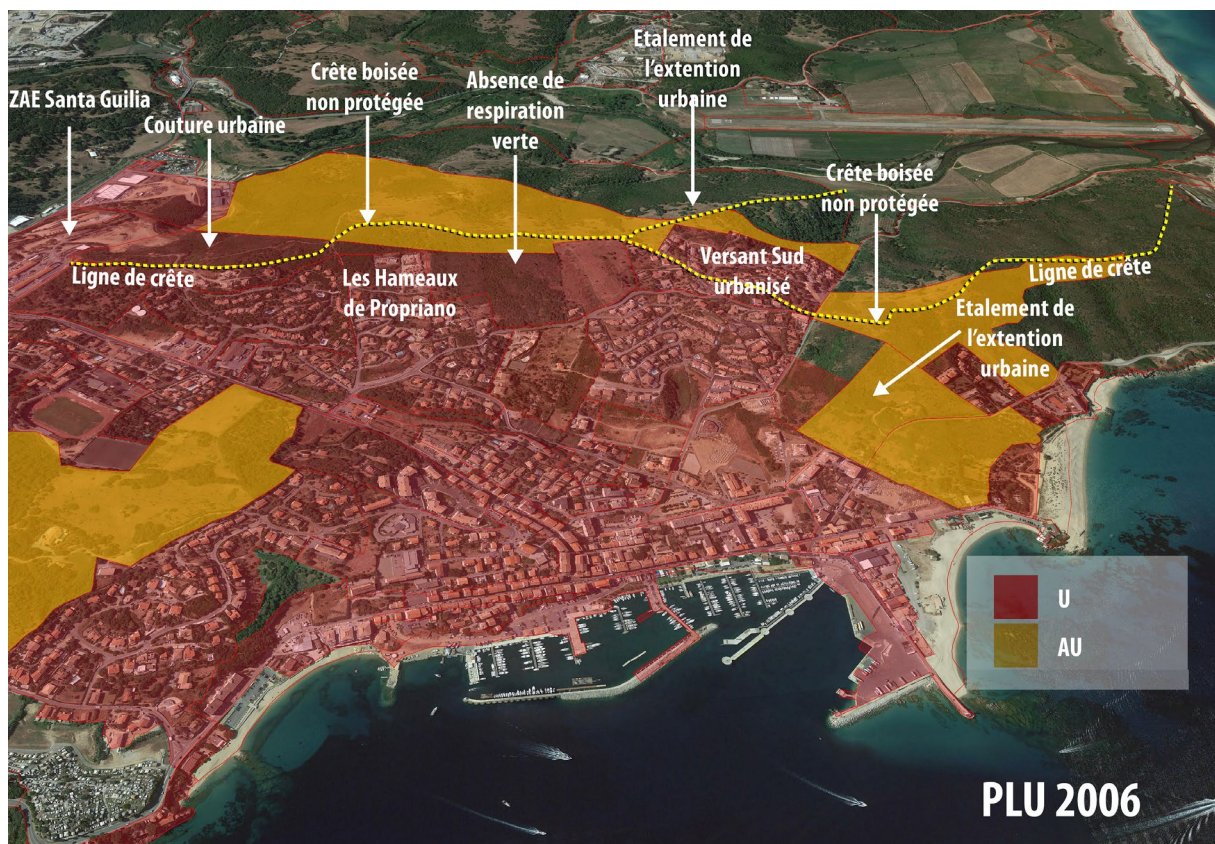 Etalement de
l'extention
urbaine
Crête boisée
non protégée
Absence de
respiration
verte
ZAE Santa Guilia
Couture urbaine
Crête boisée
non protégée
Ligne de crête
Les Hameaux
de Propriano
Versant Sud
urbanisé
Ligne de crête
Etalement de
l'extention
urbaine
U
AU
PLU 2006